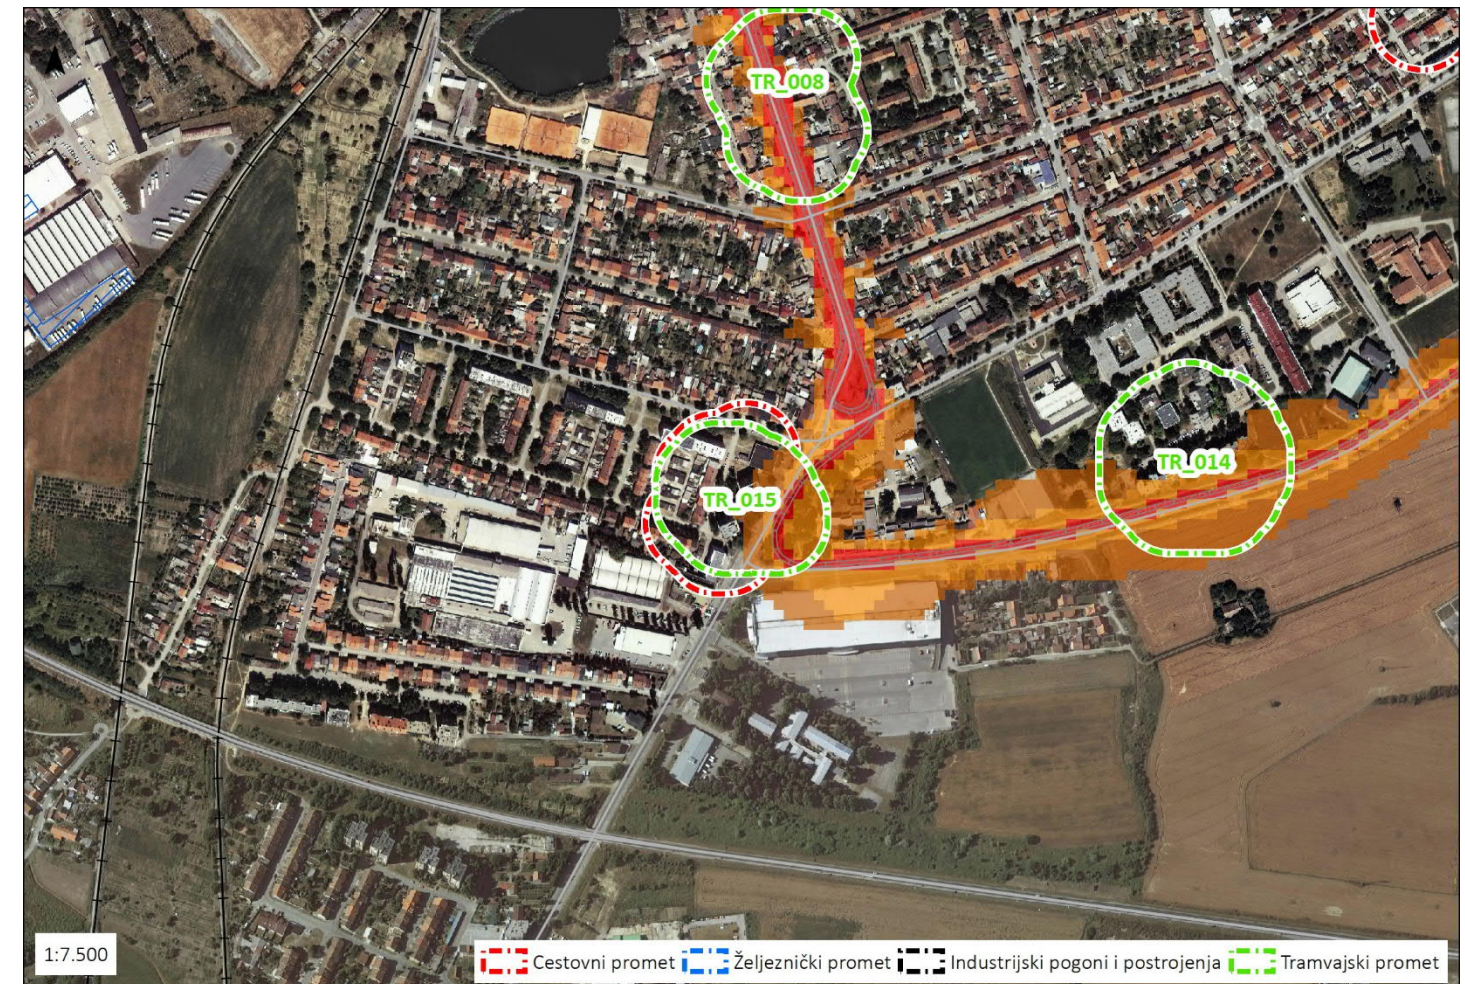 TR_008
TR_014
TR_015
1:7.500
Cestovni promet Željeznički promet Industrijski pogoni i postrojenja Tramvajski promet